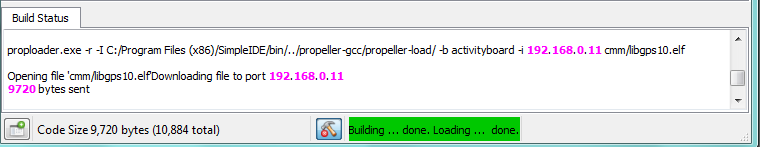 Build Status
proploader.exe -r -I C:/Program Files (x86)/SimpleIDE/bin/../propeller-gcc/propeller-load/ -b activityboard -i 192.168.0.11 cmm/libgps10.elf
Opening file 'cmm/libgps10.elf'Downloading file to port 192.168.0.11
9720 bytes sent
Code Size 9,720 bytes (10,884 total)
Building ... done. Loading ... done.